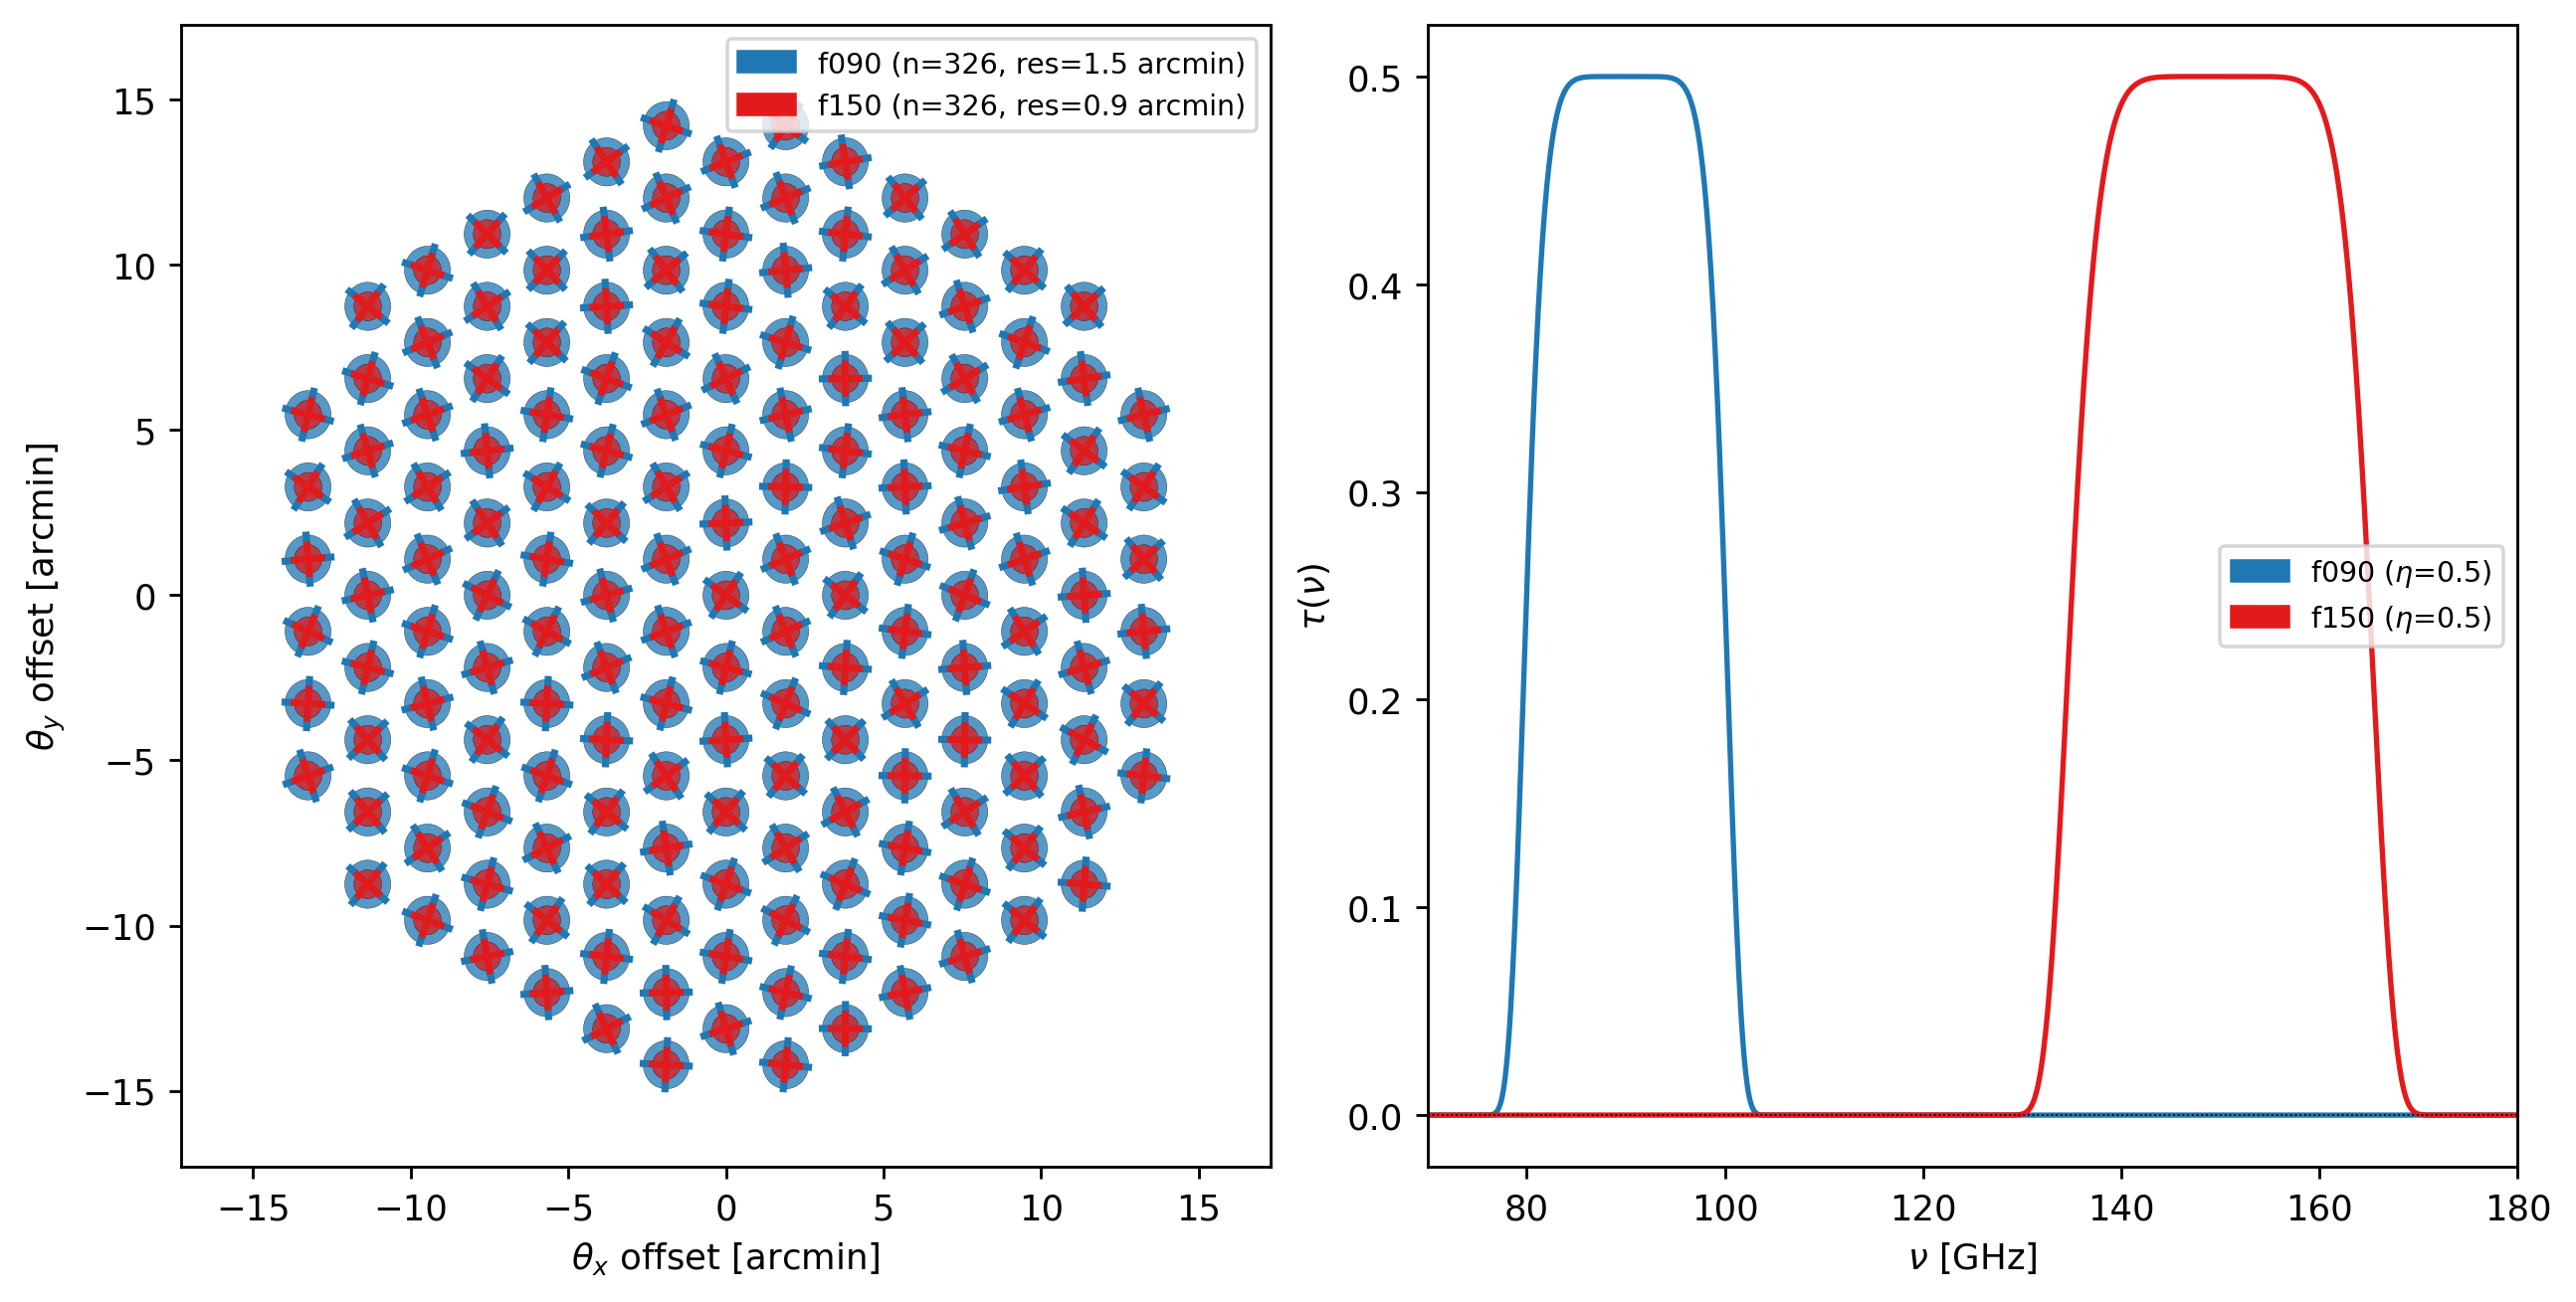 f090 (n=326, res=1.5 arcmin)
f150 (n=326, res=0.9 arcmin)
15
10
5
0
−5
−10
−15
θy offset [arcmin]
−15 −10 −5 0 5 10 15
θx offset [arcmin]
0.5
0.4
0.3
0.2
0.1
0.0
τ(ν)
f090 (η=0.5)
f150 (η=0.5)
80 100 120 140 160 180
ν [GHz]